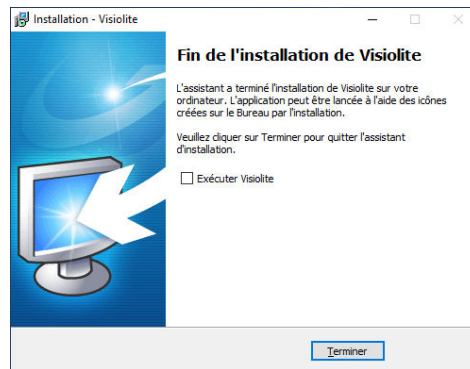 Installation - Visiolite
Fin de l'installation de Visiolite
L'assistant a terminé l'installation de Visiolite sur votre
ordinateur. L'application peut être lancée à l'aide des icônes
créées sur le Bureau par l'installation.
Veuillez cliquer sur Terminer pour quitter l'assistant
d'installation.
Exécuter Visiolite
Terminer